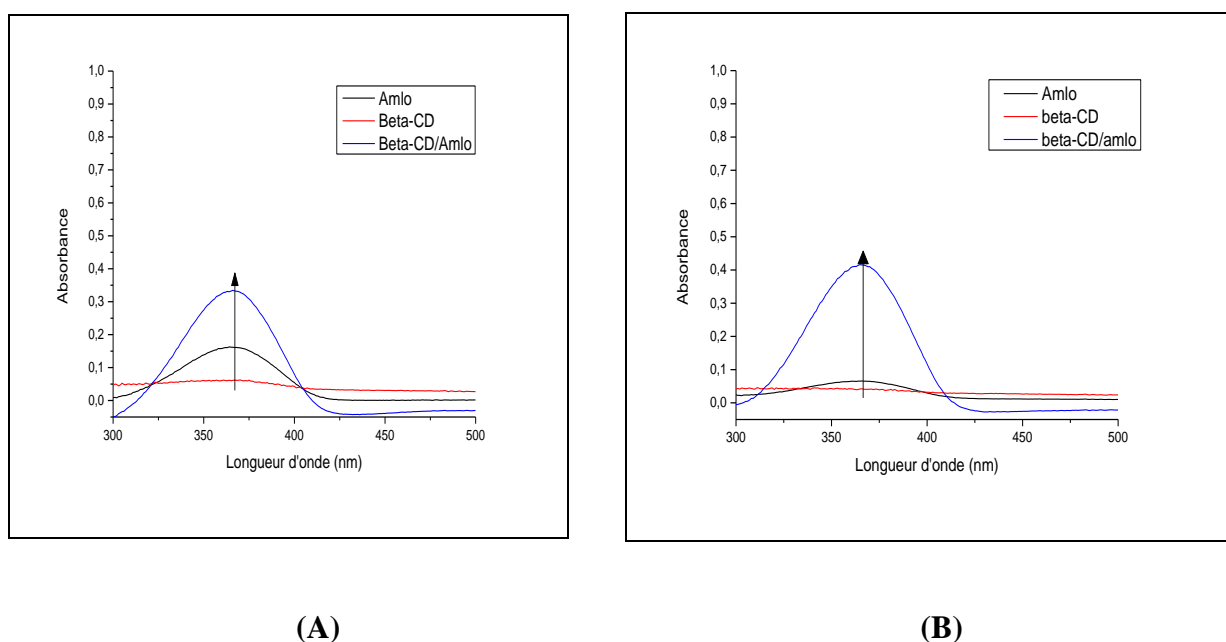 1,0
0,9
0,8
0,7
0,6
0,5
0,4
0,3
0,2
0,1
0,0
Absorbance
300
350
400
450
500
Longueur d'onde (nm)
Amlo
Beta-CD
Beta-CD/Amlo
(A)
1,0
0,9
0,8
0,7
0,6
0,5
0,4
0,3
0,2
0,1
0,0
Absorbance
300
350
400
450
500
Longueur d'onde (nm)
Amlo
beta-CD
beta-CD/amlo
(B)